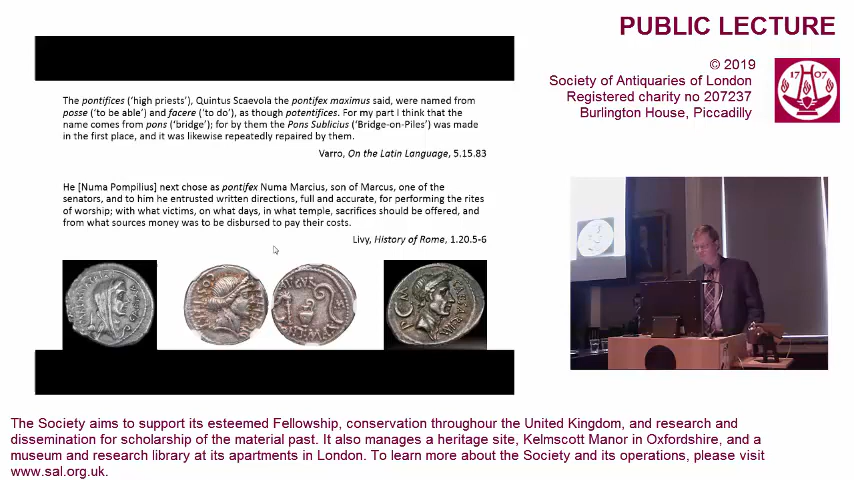 PUBLIC LECTURE
© 2019
Society of Antiquaries of London
Registered charity no 207237
Burlington House, Piccadilly
17 07
The pontifices (‘high priests’), Quintus Scaevola the pontifex maximus said, were named from
posse (‘to be able’) and facere (‘to do’), as though potentifices. For my part I think that the
name comes from pons (‘bridge’); for by them the Pons Sublicius (‘Bridge-on-Piles’) was made
in the first place, and it was likewise repeatedly repaired by them.
Varro, On the Latin Language, 5.15.83
He [Numa Pompilius] next chose as pontifex Numa Marcius, son of Marcus, one of the
senators, and to him he entrusted written directions, full and accurate, for performing the rites
of worship; with what victims, on what days, in what temple, sacrifices should be offered, and
from what sources money was to be disbursed to pay their costs.
Livy, History of Rome, 1.20.5-6
The Society aims to support its esteemed Fellowship, conservation throughour the United Kingdom, and research and
dissemination for scholarship of the material past. It also manages a heritage site, Kelmscott Manor in Oxfordshire, and a
museum and research library at its apartments in London. To learn more about the Society and its operations, please visit
www.sal.org.uk.